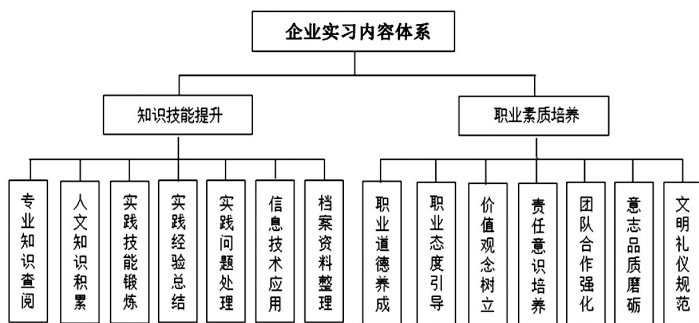 企业实习内容体系
知识技能提升
职业素质培养
专业知识查阅
人文知识积累
实践技能锻炼
实践经验总结
实践问题处理
信息技术应用
档案资料整理
职业道德养成
职业态度引导
价值观念树立
责任意识培养
团队合作强化
意志品质磨砺
文明礼仪规范